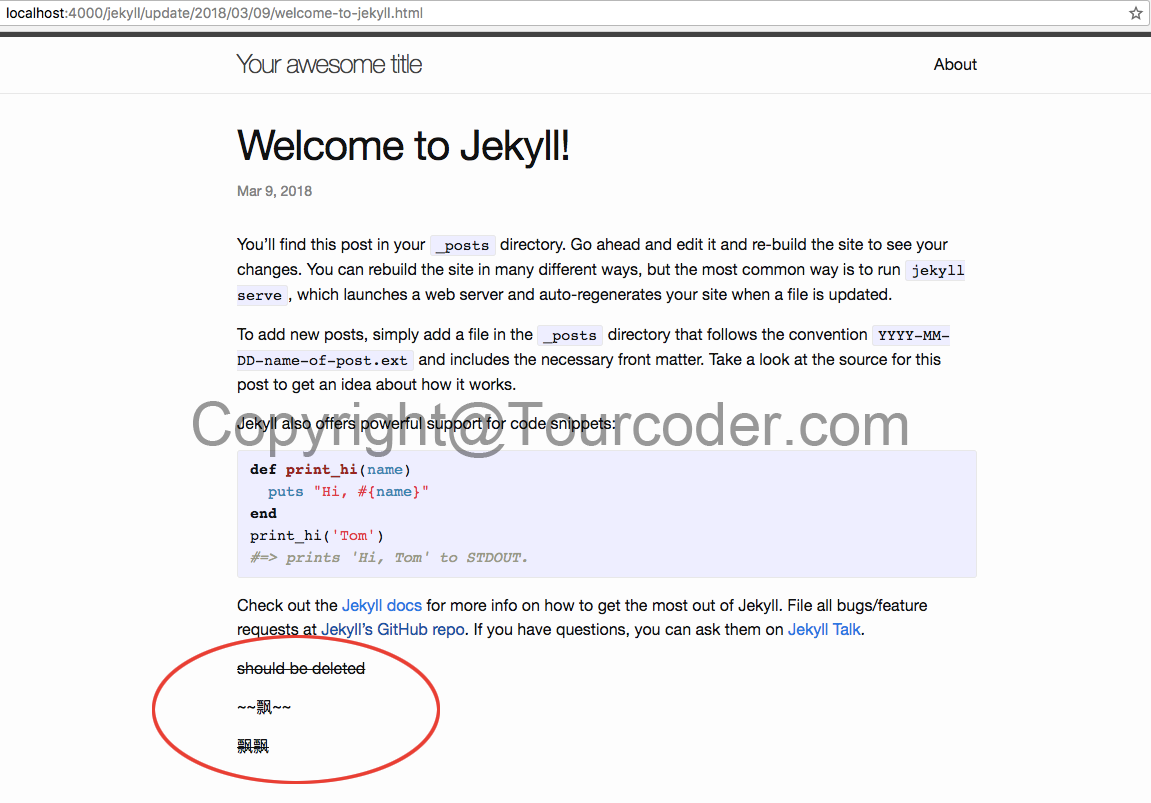 localhost:4000/jekyll/update/2018/03/09/welcome-to-jekyll.html
Your awesome title
About
Welcome to Jekyll!
Mar 9, 2018
You’ll find this post in your _posts directory. Go ahead and edit it and re-build the site to see your
changes. You can rebuild the site in many different ways, but the most common way is to run jekyll
serve, which launches a web server and auto-regenerates your site when a file is updated.
To add new posts, simply add a file in the _posts directory that follows the convention YYYY-MM-
DD-name-of-post.ext and includes the necessary front matter. Take a look at the source for this
post to get an idea about how it works.
Copyright@Tourcoder.com
Jekyll also offers powerful support for code snippets:
def print_hi(name)
  puts "Hi, #{name}"
end
print_hi('Tom')
#=> prints 'Hi, Tom' to STDOUT.
Check out the Jekyll docs for more info on how to get the most out of Jekyll. File all bugs/feature
requests at Jekyll’s GitHub repo. If you have questions, you can ask them on Jekyll Talk.
should be deleted
~~飘~~
飘飘